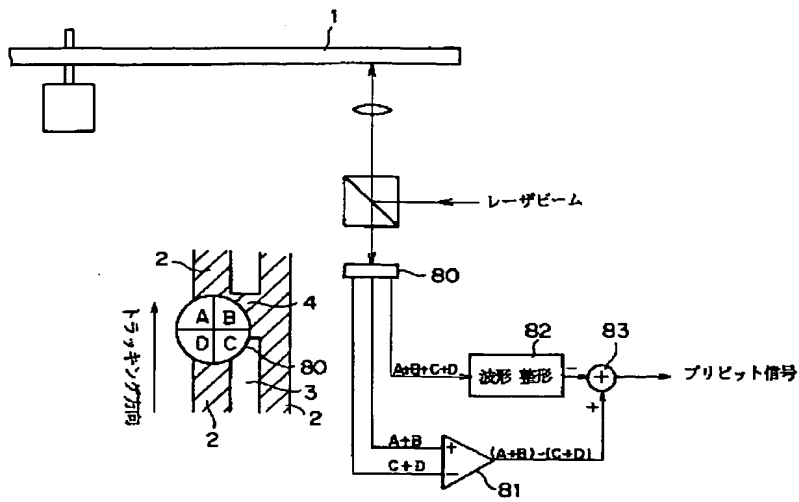 1
レーザビーム
80
2
4
A B
D C
80
3
2
2
トラッキング方向
A+B+C+D
82
波形 整形
−
83
+
+
プリピット信号
A+B
+
C+D
−
(A+B)-(C+D)
81